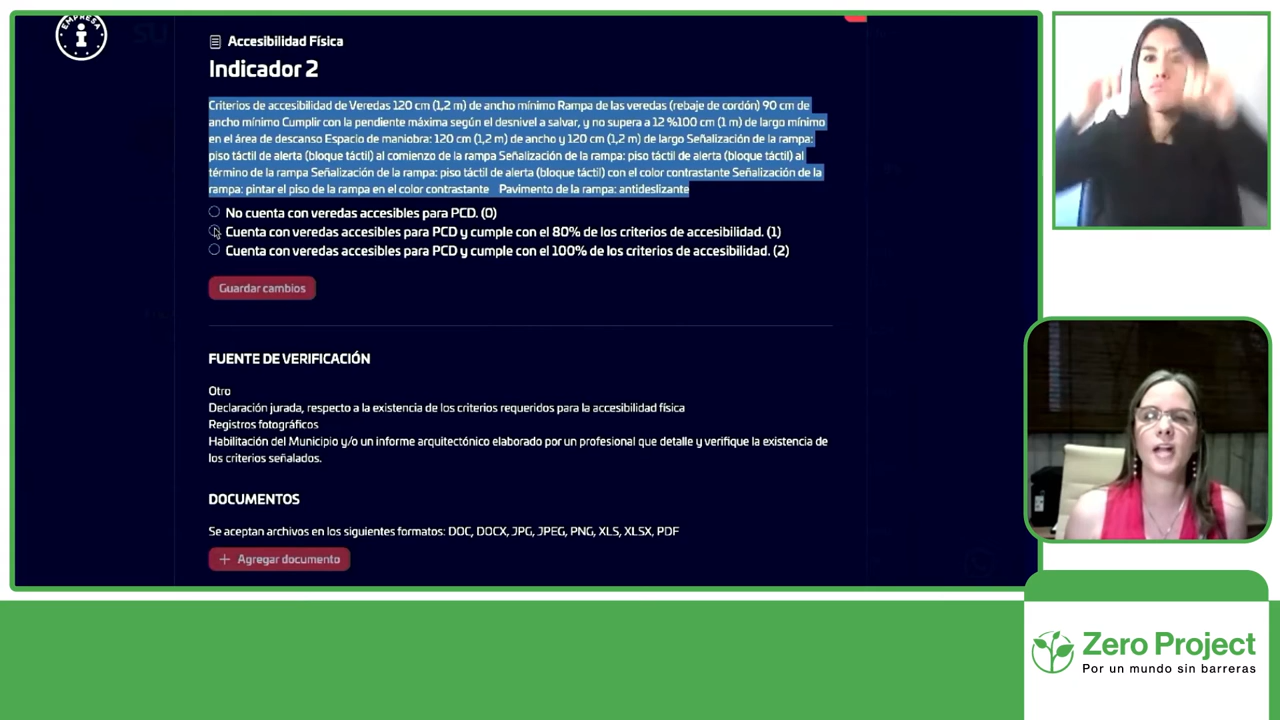 EMPRESA
Accesibilidad Física
Indicador 2
Criterios de accesibilidad de Veredas 120 cm (1,2 m) de ancho mínimo Rampa de las veredas (rebaje de cordón) 90 cm de
ancho mínimo Cumplir con la pendiente máxima según el desnivel a salvar, y no supera a 12 %100 cm (1 m) de largo mínimo
en el área de descanso Espacio de maniobra: 120 cm (1,2 m) de ancho y 120 cm (1,2 m) de largo Señalización de la rampa:
piso táctil de alerta (bloque táctil) al comienzo de la rampa Señalización de la rampa: piso táctil de alerta (bloque táctil) al
término de la rampa Señalización de la rampa: piso táctil de alerta (bloque táctil) con el color contrastante Señalización de la
rampa: pintar el piso de la rampa en el color contrastante Pavimento de la rampa: antideslizante
No cuenta con veredas accesibles para PCD. (0)
Cuenta con veredas accesibles para PCD y cumple con el 80% de los criterios de accesibilidad. (1)
Cuenta con veredas accesibles para PCD y cumple con el 100% de los criterios de accesibilidad. (2)
Guardar cambios
FUENTE DE VERIFICACIÓN
Otro
Declaración jurada, respecto a la existencia de los criterios requeridos para la accesibilidad física
Registros fotográficos
Habilitación del Municipio y/o un informe arquitectónico elaborado por un profesional que detalle y verifique la existencia de
los criterios señalados.
DOCUMENTOS
Se aceptan archivos en los siguientes formatos: DOC, DOCX, JPG, JPEG, PNG, XLS, XLSX, PDF
+ Agregar documento
Zero Project
Por un mundo sin barreras